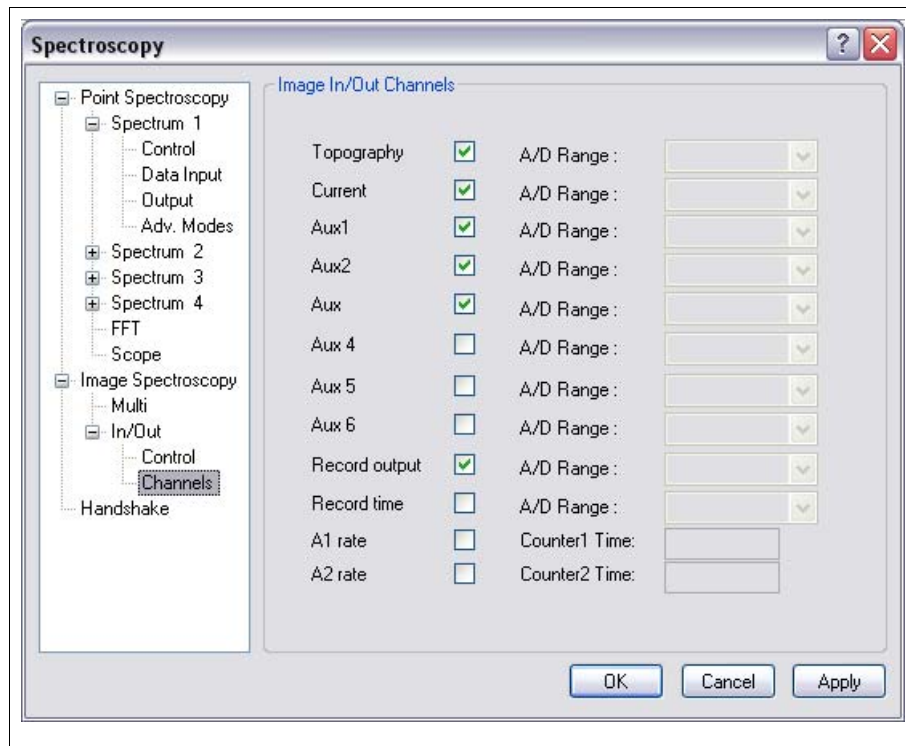 Spectroscopy
Point Spectroscopy
Spectrum 1
Control
Data Input
Output
Adv. Modes
Spectrum 2
Spectrum 3
Spectrum 4
FFT
Scope
Image Spectroscopy
Multi
In/Out
Control
Channels
Handshake
Image In/Out Channels
Topography A/D Range :
Current A/D Range :
Aux1 A/D Range :
Aux2 A/D Range :
Aux A/D Range :
Aux 4 A/D Range :
Aux 5 A/D Range :
Aux 6 A/D Range :
Record output A/D Range :
Record time A/D Range :
A1 rate Counter1 Time:
A2 rate Counter2 Time:
OK Cancel Apply